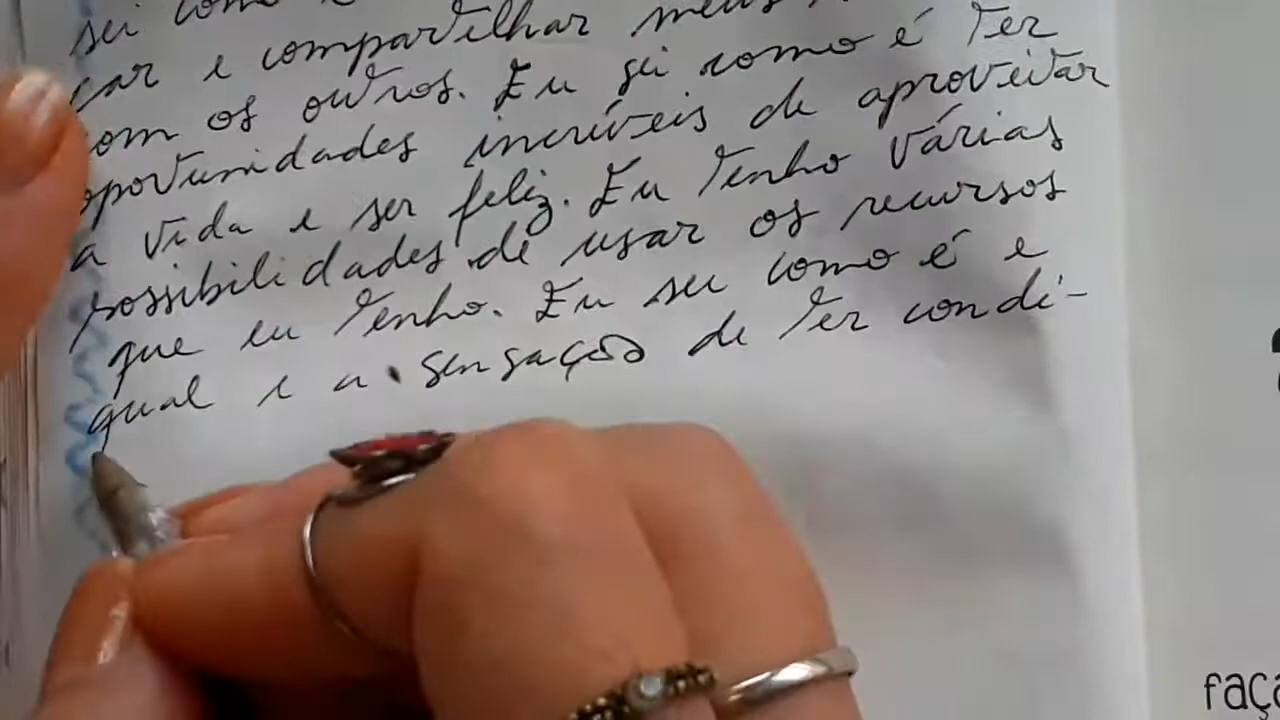 sei como
çar e compartilhar meus
com os outros. Eu sei como é ter
oportunidades incríveis de aproveitar
a vida e ser feliz. Eu tenho várias
possibilidades de usar os recursos
que eu tenho. Eu sei como é e
qual e a sensação de ter condi-
faça